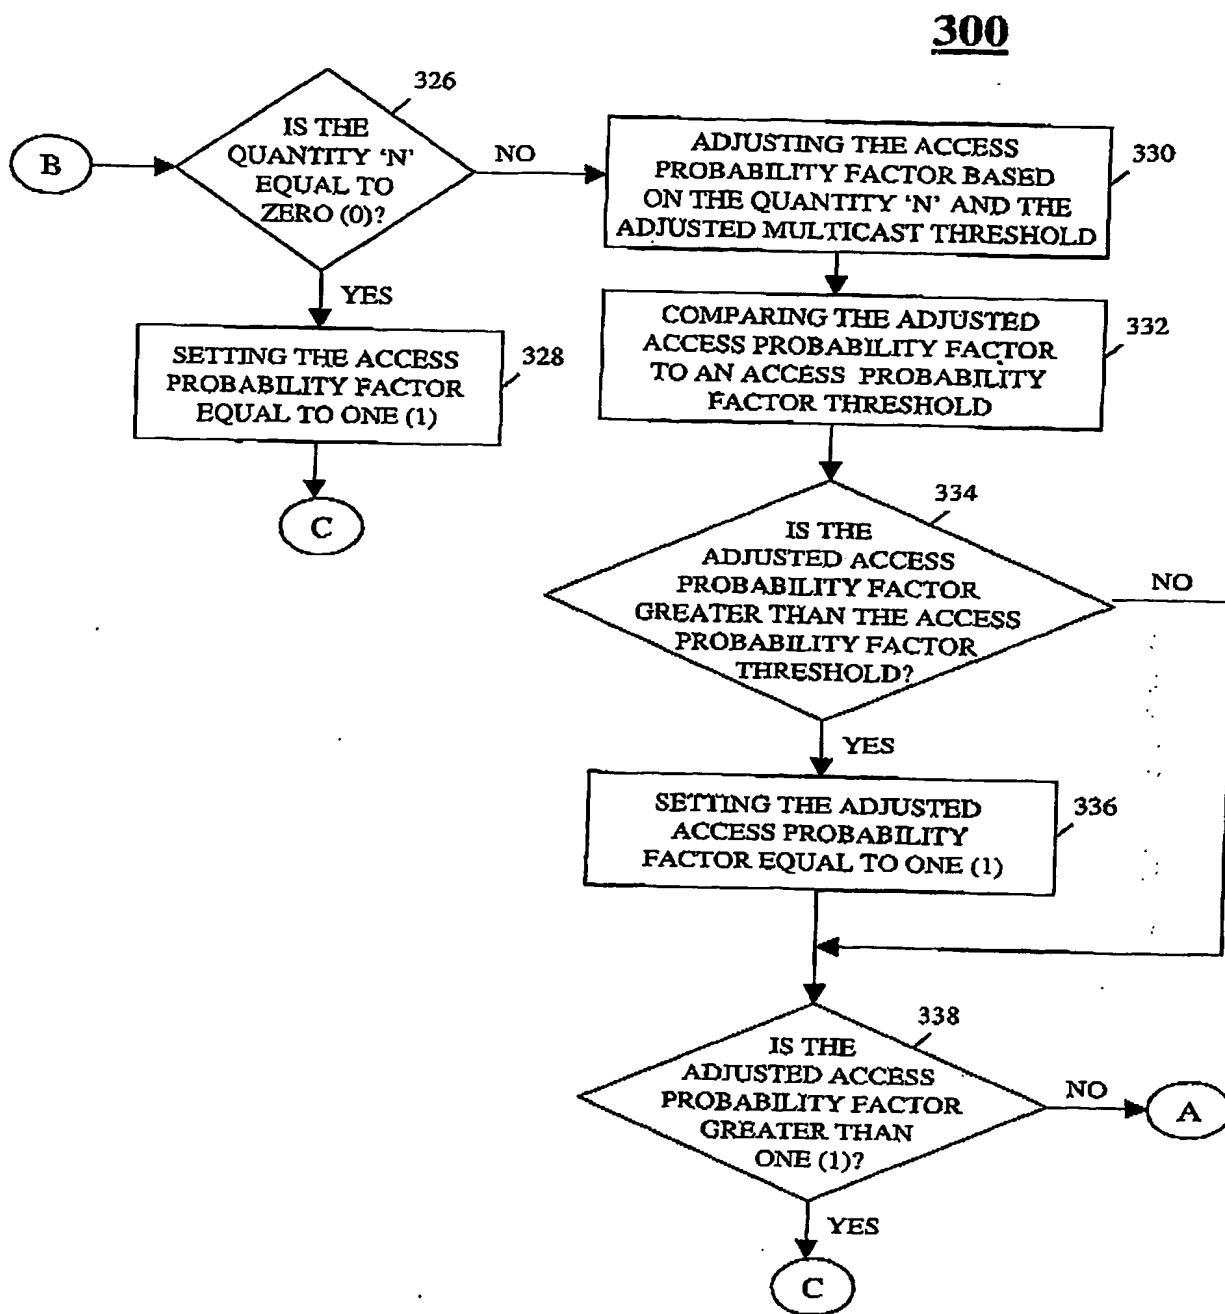 300
326
B
IS THE
QUANTITY 'N'
EQUAL TO
ZERO (0)?
NO
YES
ADJUSTING THE ACCESS
PROBABILITY FACTOR BASED
ON THE QUANTITY 'N' AND THE
ADJUSTED MULTICAST THRESHOLD
330
SETTING THE ACCESS
PROBABILITY FACTOR
EQUAL TO ONE (1)
328
C
COMPARING THE ADJUSTED
ACCESS PROBABILITY FACTOR
TO AN ACCESS PROBABILITY
FACTOR THRESHOLD
332
334
IS THE
ADJUSTED ACCESS
PROBABILITY FACTOR
GREATER THAN THE ACCESS
PROBABILITY FACTOR
THRESHOLD?
NO
YES
SETTING THE ADJUSTED
ACCESS PROBABILITY
FACTOR EQUAL TO ONE (1)
336
338
IS THE
ADJUSTED ACCESS
PROBABILITY FACTOR
GREATER THAN
ONE (1)?
NO
A
YES
C